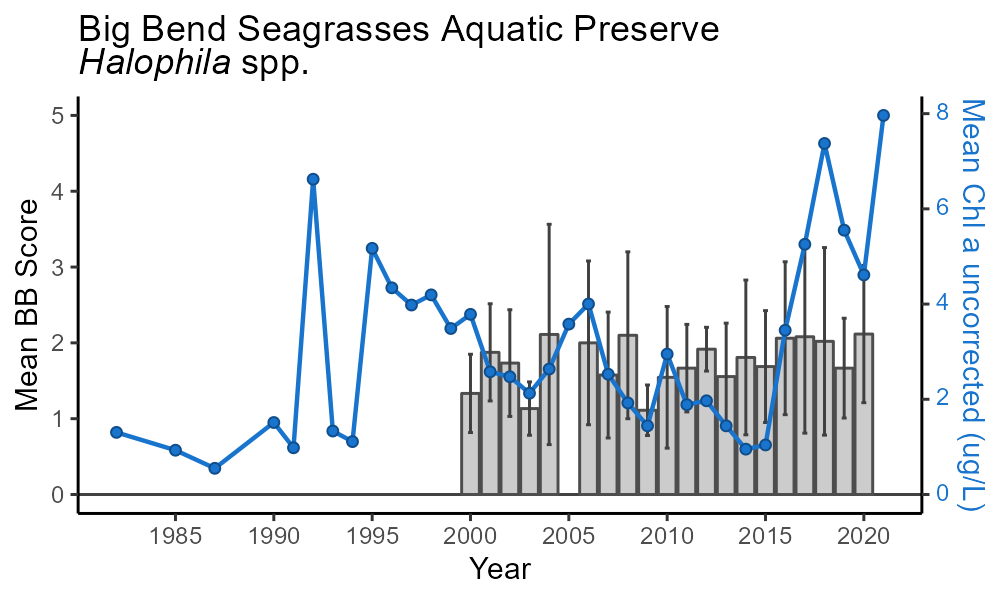 Big Bend Seagrasses Aquatic Preserve
Halophila spp.
Mean BB Score
5
4
3
2
1
0
8
6
4
2
0
Mean Chl a uncorrected (ug/L)
1985 1990 1995 2000 2005 2010 2015 2020
Year